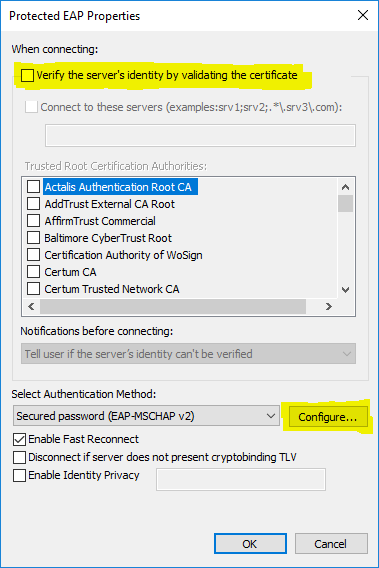 Protected EAP Properties
When connecting:
Verify the server's identity by validating the certificate
Connect to these servers (examples:srv1;srv2;.*\.srv3\.com):
Trusted Root Certification Authorities:
Actalis Authentication Root CA
AddTrust External CA Root
AffirmTrust Commercial
Baltimore CyberTrust Root
Certification Authority of WoSign
Certum CA
Certum Trusted Network CA
Notifications before connecting:
Tell user if the server's identity can't be verified
Select Authentication Method:
Secured password (EAP-MSCHAP v2)
Configure...
Enable Fast Reconnect
Disconnect if server does not present cryptobinding TLV
Enable Identity Privacy
OK
Cancel